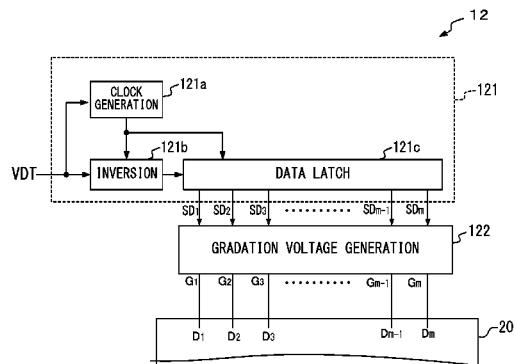 12
CLOCK
GENERATION
121a
121
121b
121c
VDT
INVERSION
DATA LATCH
SD1 SD2 SD3 ·········· SDm-1 SDm
122
GRADATION VOLTAGE GENERATION
G1 G2 G3 ·········· Gm-1 Gm
20
D1 D2 D3 Dm-1 Dm